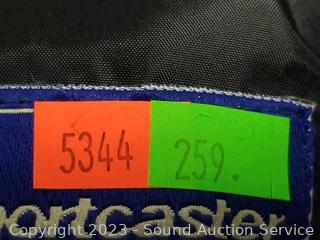 5344 259.
portcaster
Copyright 2023 - Sound Auction Service